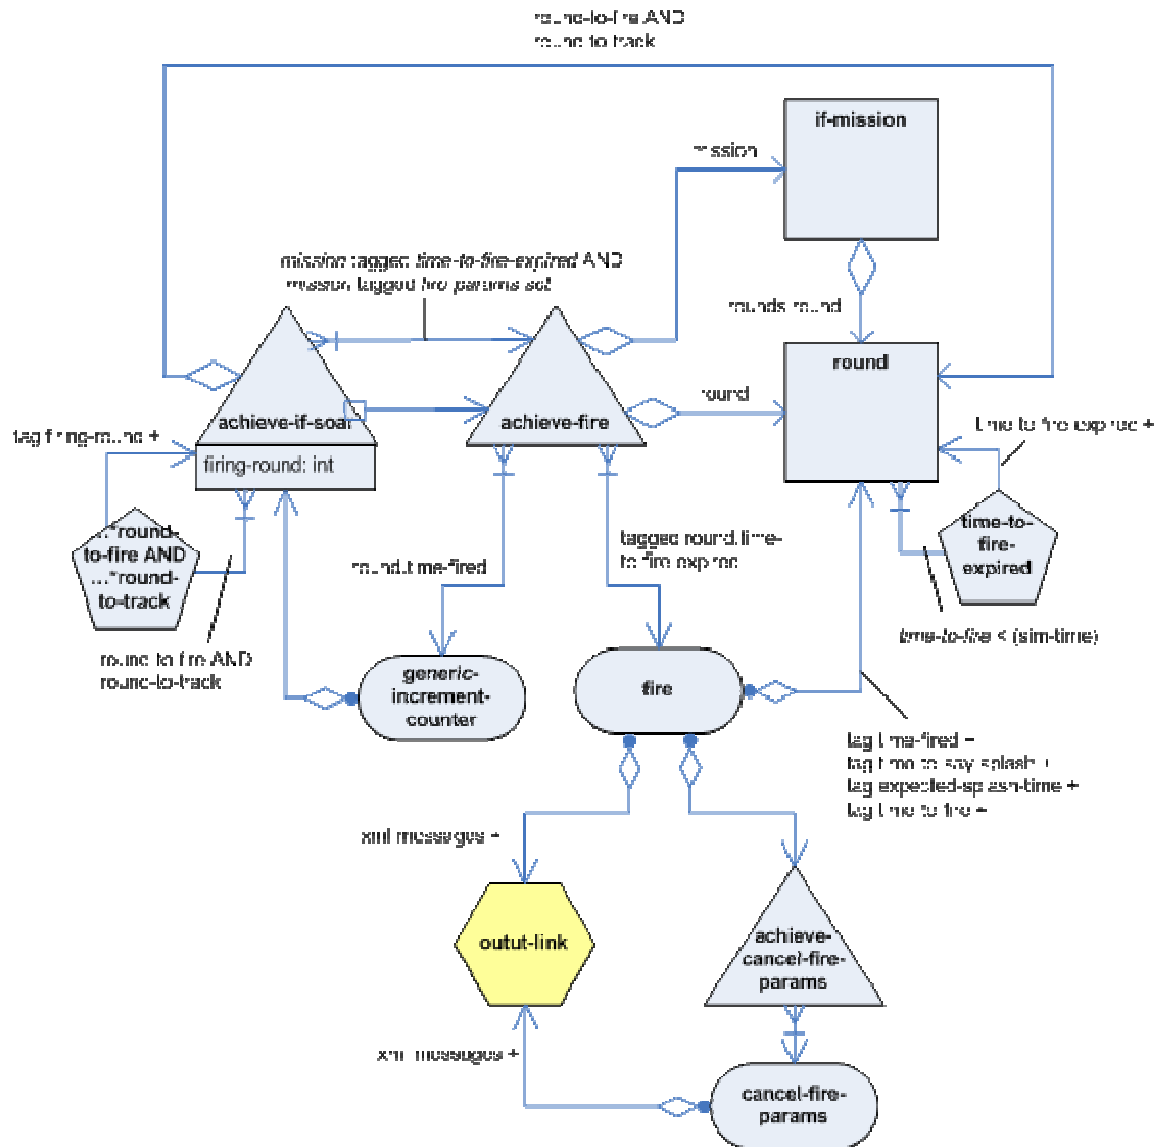 round-to-fire AND
round to track
if-mission
mission
mission tagged time-to-fire-expired AND
mission tagged fire params set
rounds round
round
round
achieve-if-soar
achieve-fire
tag firing-round +
time to fire expired +
firing-round: int
..."round-
to-fire AND
..."round-
to-track
time-to-
fire-
expired
tagged round.time-
to fire expired
round.time-fired
time-to-fire < (sim-time)
round to fire AND
round-to-track
generic-
increment-
counter
fire
tag time-fired +
tag time to say splash +
tag expected-splash-time +
tag time to fire +
xml messages +
outut-link
achieve-
cancel-fire-
params
xml messages +
cancel-fire-
params